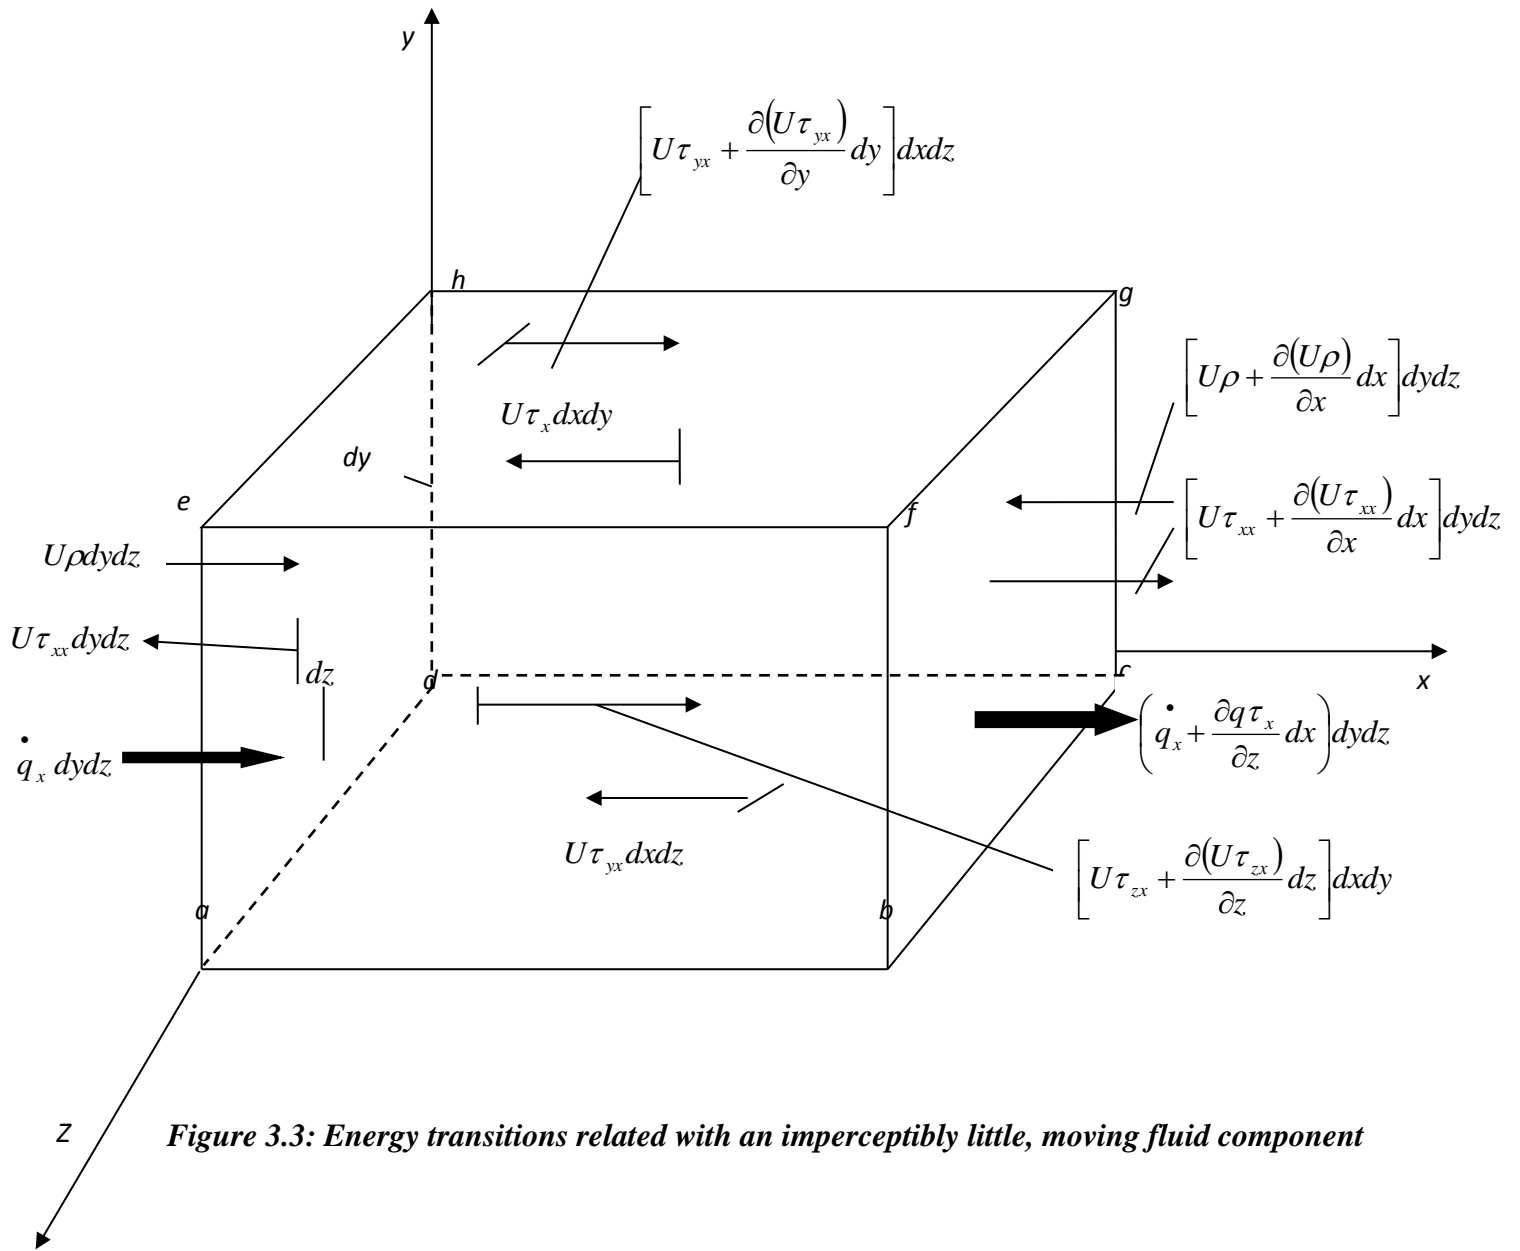 y
[Uτ_yx + ∂(Uτ_yx)/∂y dy] dxdz
h
g
[Uρ + ∂(Uρ)/∂x dx] dydz
Uτ_x dxdy
dy
e
f
[Uτ_xx + ∂(Uτ_xx)/∂x dx] dydz
Uρdydz
Uτ_xx dydz
dz
d
c
x
q̇_x dydz
(q̇_x + ∂qτ_x/∂z dx) dydz
Uτ_yx dxdz
[Uτ_zx + ∂(Uτ_zx)/∂z dz] dxdy
a
b
z
Figure 3.3: Energy transitions related with an imperceptibly little, moving fluid component